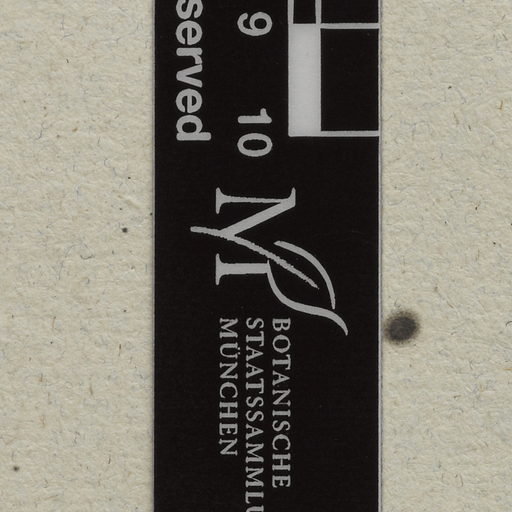 served
9 10
M
BOTANISCHE
STAATSSAMMLU
MÜNCHEN